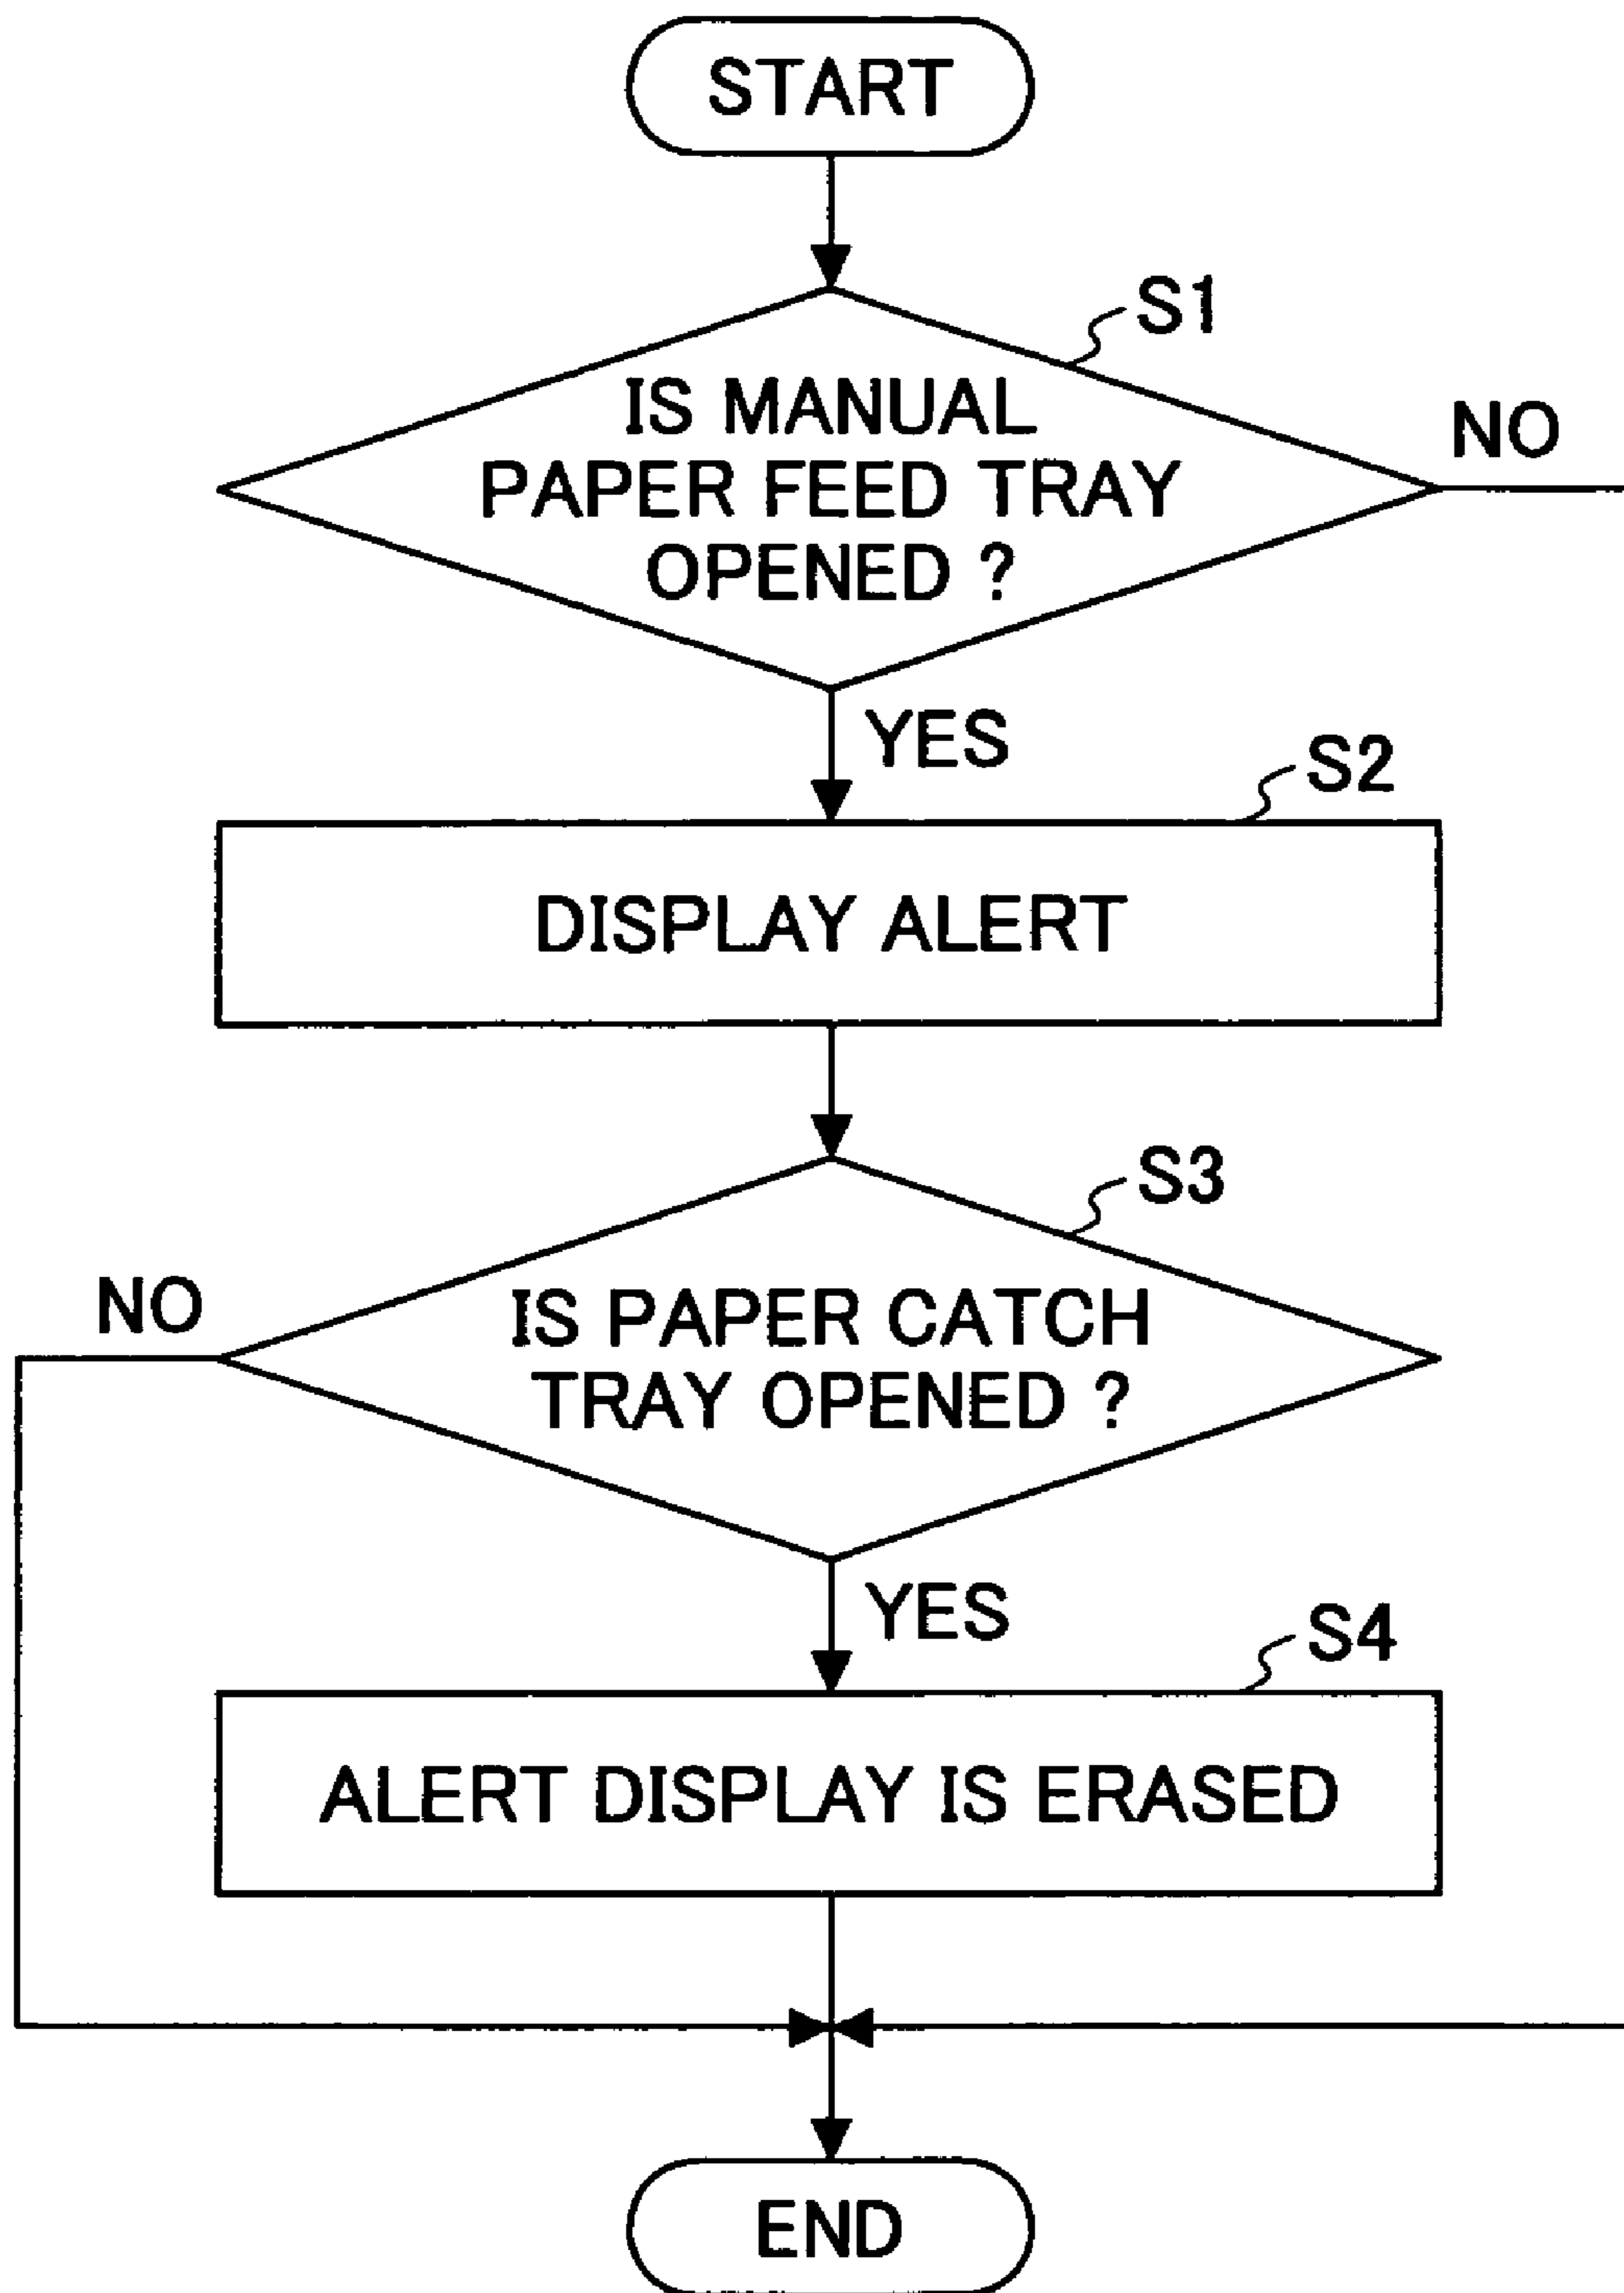 START
S1
IS MANUAL
PAPER FEED TRAY
OPENED ?
NO
YES
S2
DISPLAY ALERT
S3
NO
IS PAPER CATCH
TRAY OPENED ?
YES
S4
ALERT DISPLAY IS ERASED
END